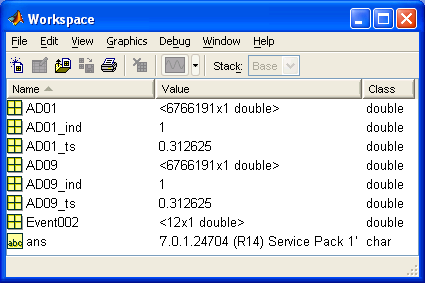 Workspace
File Edit View Graphics Debug Window Help
Stack: Base
Name Value Class
AD01 <6766191x1 double> double
AD01_ind 1 double
AD01_ts 0.312625 double
AD09 <6766191x1 double> double
AD09_ind 1 double
AD09_ts 0.312625 double
Event002 <12x1 double> double
abc ans 7.0.1.24704 (R14) Service Pack 1' char